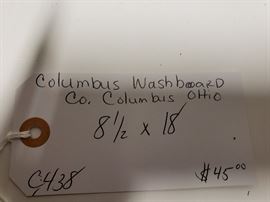 Columbus Washboard
Co. Columbus Ohio
8 1/2 x 18
C438
$45.00